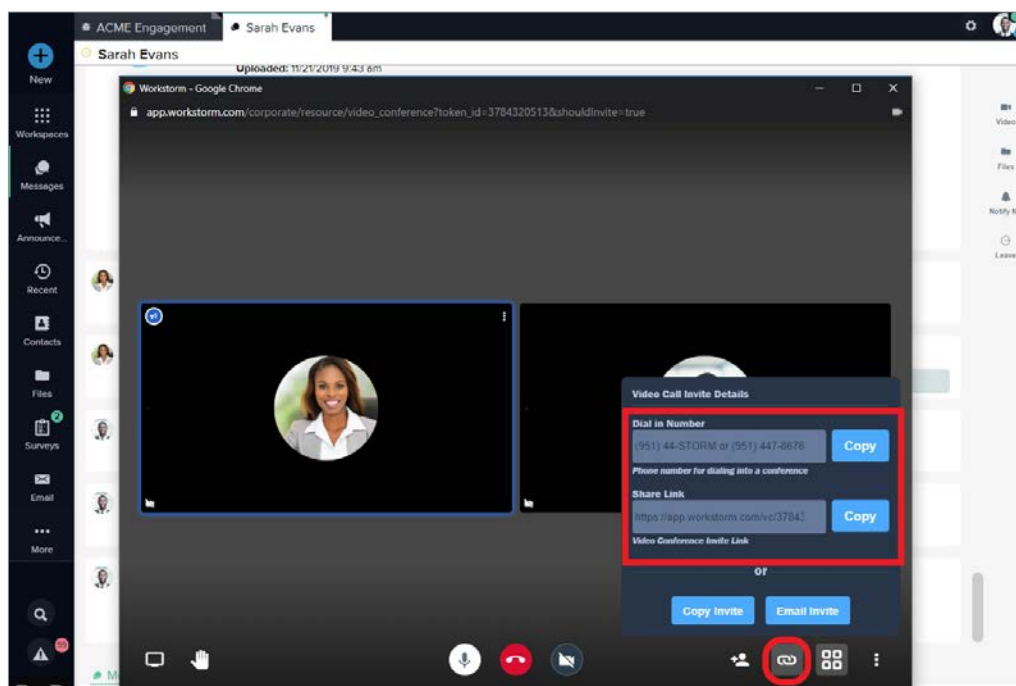 ACME Engagement
Sarah Evans
Sarah Evans
Uploaded: 11/21/2019 9:43 am
New
Workspaces
Messages
Announce...
Recent
Contacts
Files
Surveys
2
Email
More
59
Workstorm - Google Chrome
app.workstorm.com/corporate/resource/video_conference?token_id=3784320513&shouldInvite=true
Video
Files
Notify
Leave
Video Call Invite Details
Dial in Number
(951) 44-STORM or (951) 447-8676
Copy
Phone number for dialing into a conference
Share Link
https://app.workstorm.com/vc/37843
Copy
Video Conference Invite Link
or
Copy Invite
Email Invite